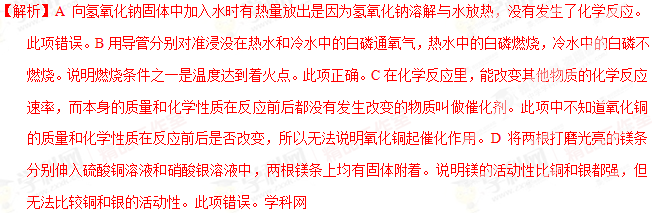 【解析】A 向氢氧化钠固体中加入水时有热量放出是因为氢氧化钠溶解与水放热，没有发生了化学反应。
此项错误。B 用导管分别对准浸没在热水和冷水中的白磷通氧气，热水中的白磷燃烧，冷水中的白磷不
燃烧。说明燃烧条件之一是温度达到着火点。此项正确。C 在化学反应里，能改变其他物质的化学反应
速率，而本身的质量和化学性质在反应前后都没有发生改变的物质叫做催化剂。此项中不知道氧化铜
的质量和化学性质在反应前后是否改变，所以无法说明氧化铜起催化作用。D 将两根打磨光亮的镁条
分别伸入硫酸铜溶液和硝酸银溶液中，两根镁条上均有固体附着。说明镁的活动性比铜和银都强，但
无法比较铜和银的活动性。此项错误。学科网